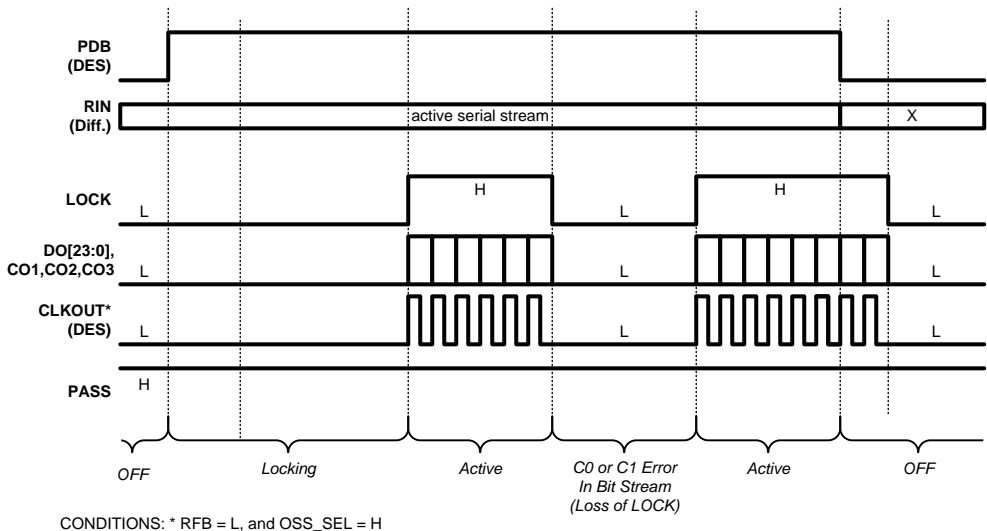 PDB
(DES)
RIN
(Diff.)
active serial stream
X
LOCK
L
H
L
H
L
DO[23:0],
CO1,CO2,CO3
L
L
L
CLKOUT*
(DES)
L
L
L
PASS
H
OFF
Locking
Active
C0 or C1 Error
In Bit Stream
(Loss of LOCK)
Active
OFF
CONDITIONS: * RFB = L, and OSS_SEL = H